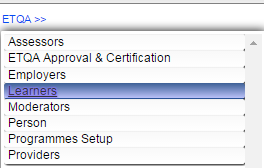 ETQA >>
Assessors
ETQA Approval & Certification
Employers
Learners
Moderators
Person
Programmes Setup
Providers